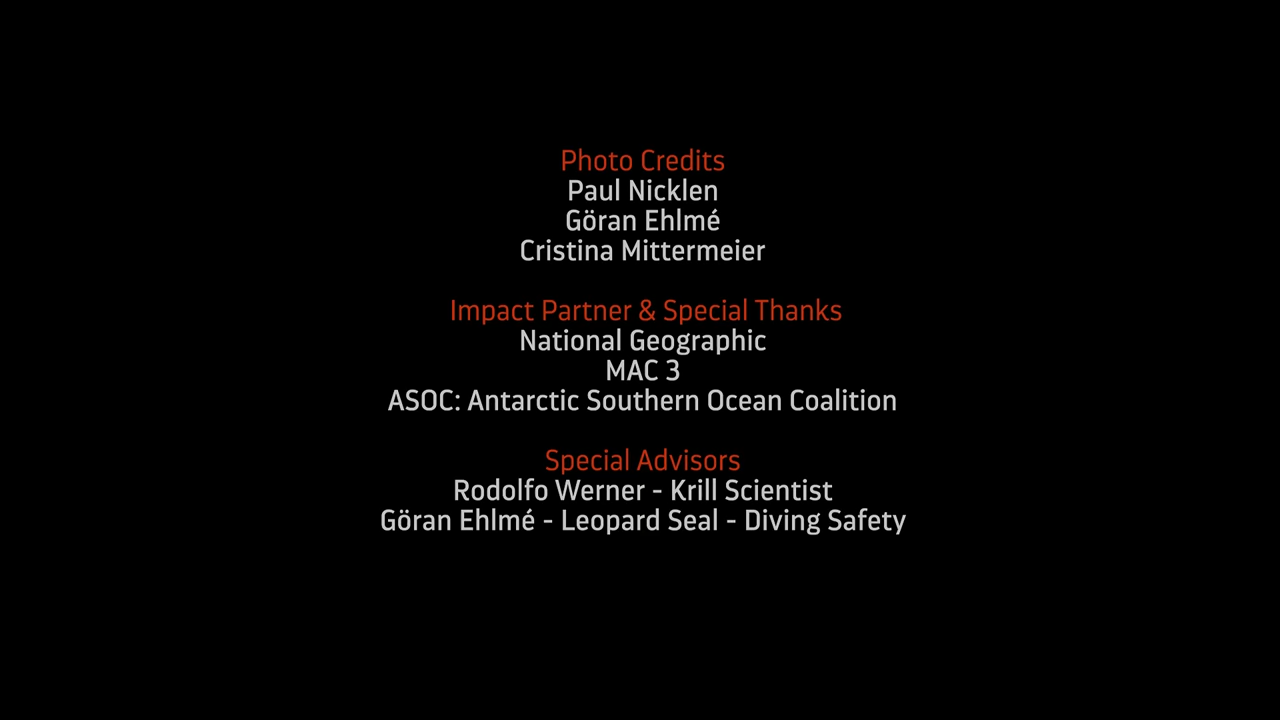 Photo Credits
Paul Nicklen
Göran Ehlmé
Cristina Mittermeier
Impact Partner & Special Thanks
National Geographic
MAC 3
ASOC: Antarctic Southern Ocean Coalition
Special Advisors
Rodolfo Werner - Krill Scientist
Göran Ehlmé - Leopard Seal - Diving Safety